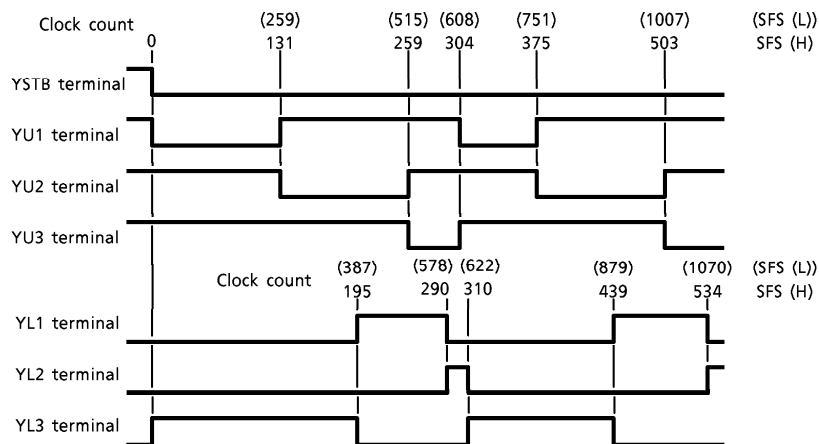 Clock count (259) (515) (608) (751) (1007) (SFS (L))
0 131 259 304 375 503 SFS (H)
YSTB terminal
YU1 terminal
YU2 terminal
YU3 terminal
Clock count (387) (578) (622) (879) (1070) (SFS (L))
195 290 310 439 534 SFS (H)
YL1 terminal
YL2 terminal
YL3 terminal